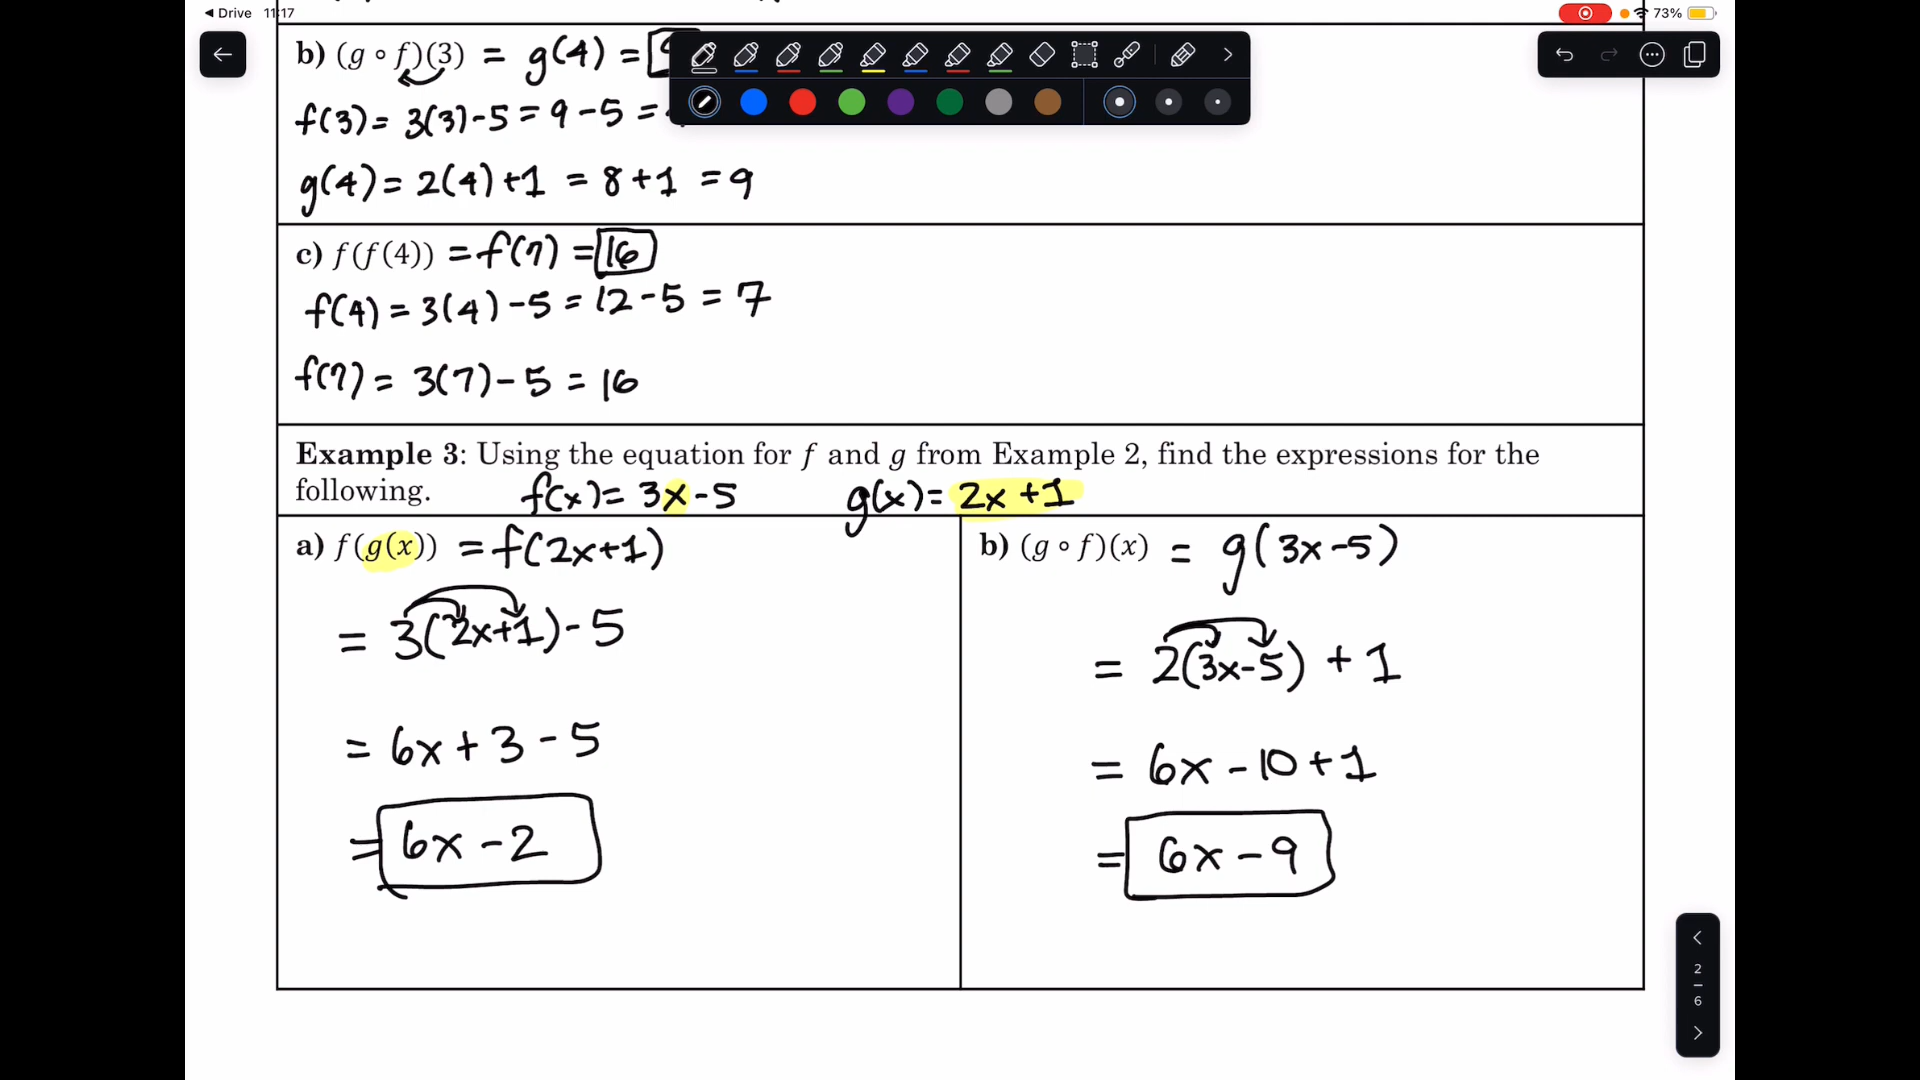 ◀ Drive 11:17
73%
b) (g ∘ f)(3) = g(4) =
f(3) = 3(3)-5 = 9-5 =
g(4) = 2(4)+1 = 8+1 = 9
c) f(f(4)) = f(7) = 16
f(4) = 3(4)-5 = 12-5 = 7
f(7) = 3(7)-5 = 16
Example 3: Using the equation for f and g from Example 2, find the expressions for the
following. f(x) = 3x-5 g(x) = 2x+1
a) f(g(x)) = f(2x+1)
= 3(2x+1)-5
= 6x+3-5
= 6x-2
b) (g ∘ f)(x) = g(3x-5)
= 2(3x-5)+1
= 6x-10+1
= 6x-9
2
6